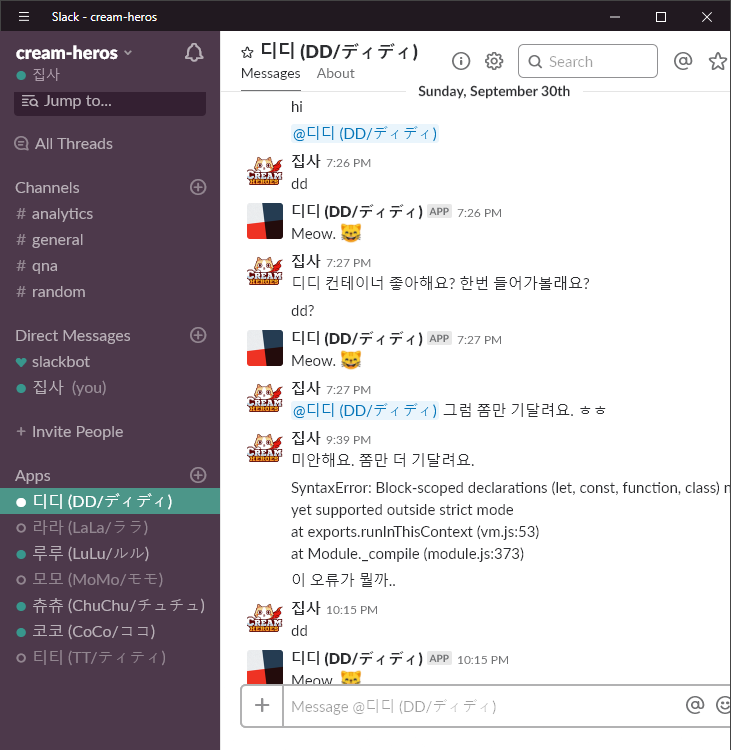 Slack - cream-heros
cream-heros
집사
Jump to...
All Threads
Channels
# analytics
# general
# qna
# random
Direct Messages
slackbot
집사 (you)
+ Invite People
Apps
디디 (DD/ディディ)
라라 (LaLa/ララ)
루루 (LuLu/ルル)
모모 (MoMo/モモ)
츄츄 (ChuChu/チュチュ)
코코 (CoCo/ココ)
티티 (TT/ティティ)
디디 (DD/ディディ)
Messages About
Search
Sunday, September 30th
hi
@디디 (DD/ディディ)
집사 7:26 PM
dd
디디 (DD/ディディ) APP 7:26 PM
Meow. 😸
집사 7:27 PM
디디 컨테이너 좋아해요? 한번 들어가볼래요?
dd?
디디 (DD/ディディ) APP 7:27 PM
Meow. 😸
집사 7:27 PM
@디디 (DD/ディディ) 그럼 쫌만 기달려요. ㅎㅎ
집사 9:39 PM
미안해요. 쫌만 더 기달려요.
SyntaxError: Block-scoped declarations (let, const, function, class) n
yet supported outside strict mode
at exports.runInThisContext (vm.js:53)
at Module._compile (module.js:373)
이 오류가 뭘까..
집사 10:15 PM
dd
디디 (DD/ディディ) APP 10:15 PM
Meow. 😸
Message @디디 (DD/ディディ)
CREAM
HEROES